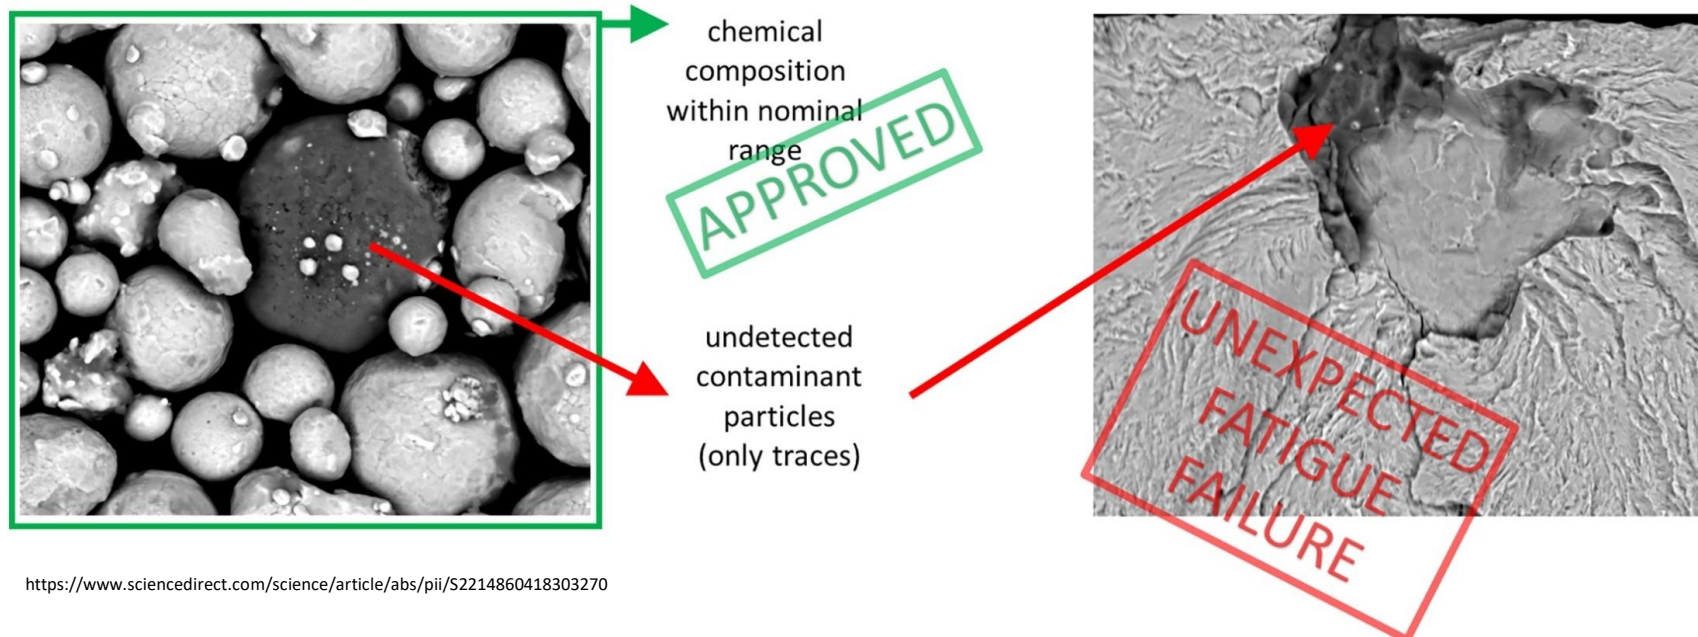 chemical
composition
within nominal
range
APPROVED
undetected
contaminant
particles
(only traces)
UNEXPECTED
FATIGUE
FAILURE
https://www.sciencedirect.com/science/article/abs/pii/S2214860418303270